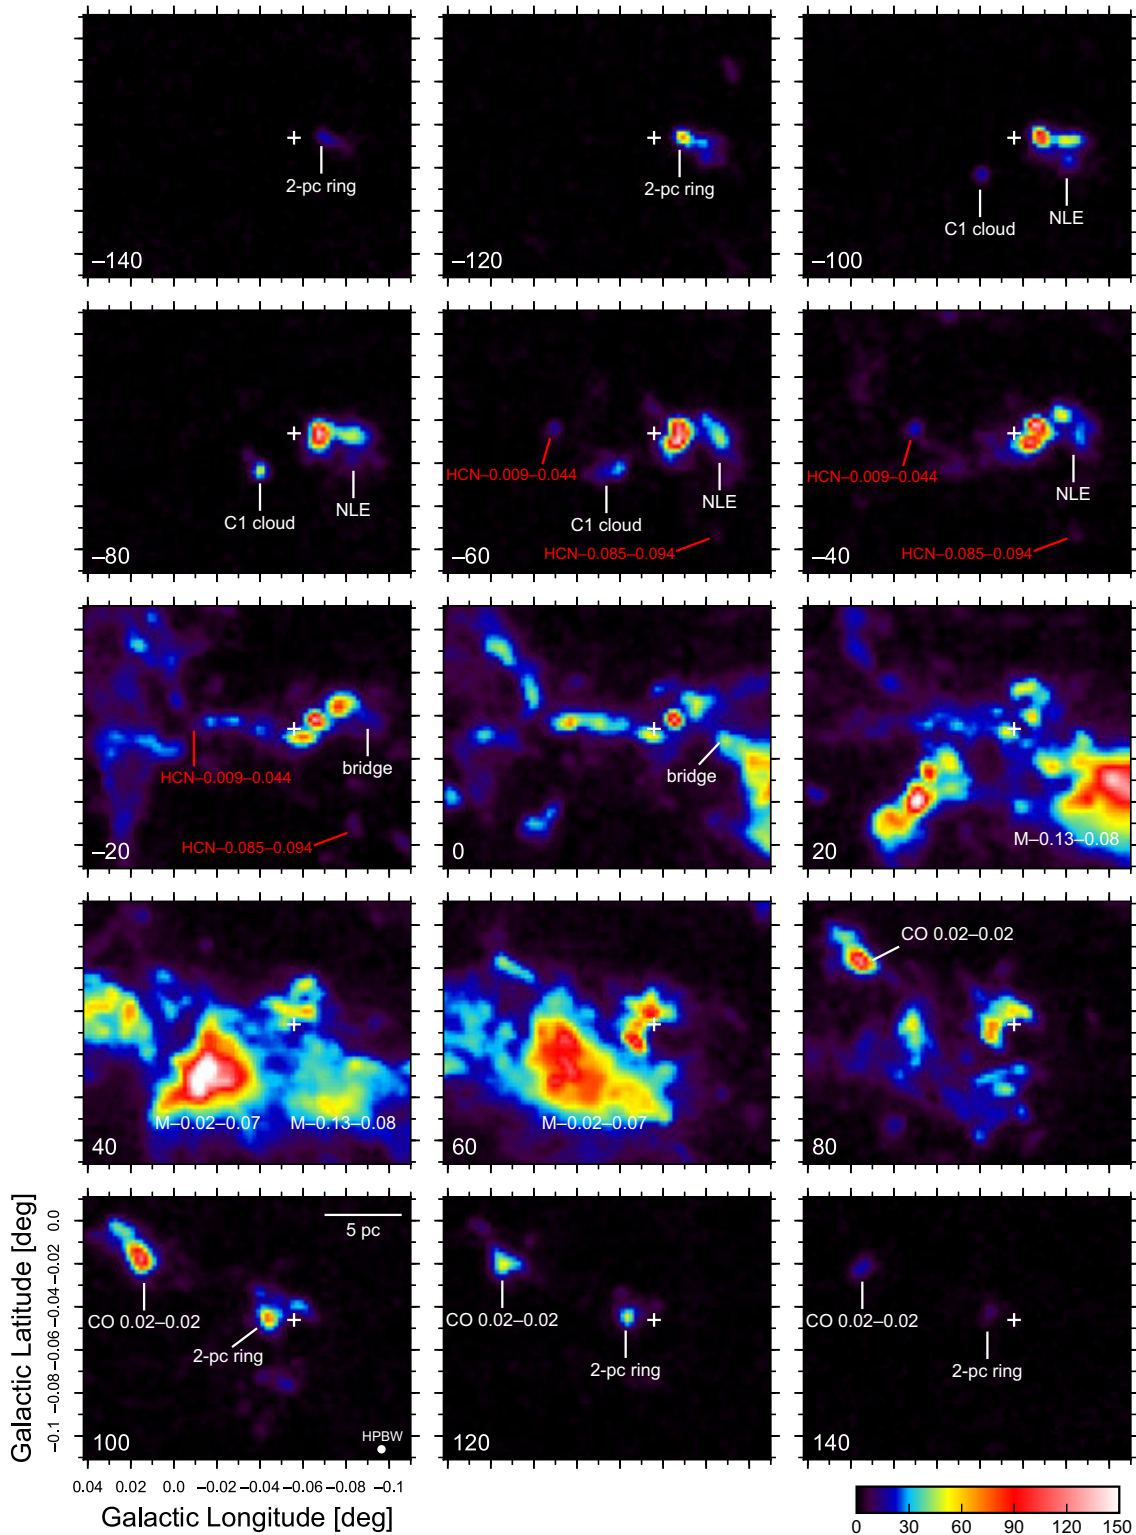 2-pc ring
–140
2-pc ring
–120
C1 cloud
NLE
–100
C1 cloud
NLE
–80
HCN–0.009–0.044
C1 cloud
NLE
HCN–0.085–0.094
–60
HCN–0.009–0.044
NLE
HCN–0.085–0.094
–40
HCN–0.009–0.044
bridge
HCN–0.085–0.094
–20
bridge
0
M–0.13–0.08
20
M–0.02–0.07
M–0.13–0.08
40
M–0.02–0.07
60
CO 0.02–0.02
80
5 pc
CO 0.02–0.02
2-pc ring
HPBW
100
CO 0.02–0.02
2-pc ring
120
CO 0.02–0.02
2-pc ring
140
Galactic Latitude [deg]
–0.1 –0.08 –0.06 –0.04 –0.02 0.0
0.04 0.02 0.0 –0.02 –0.04 –0.06 –0.08 –0.1
Galactic Longitude [deg]
0 30 60 90 120 150